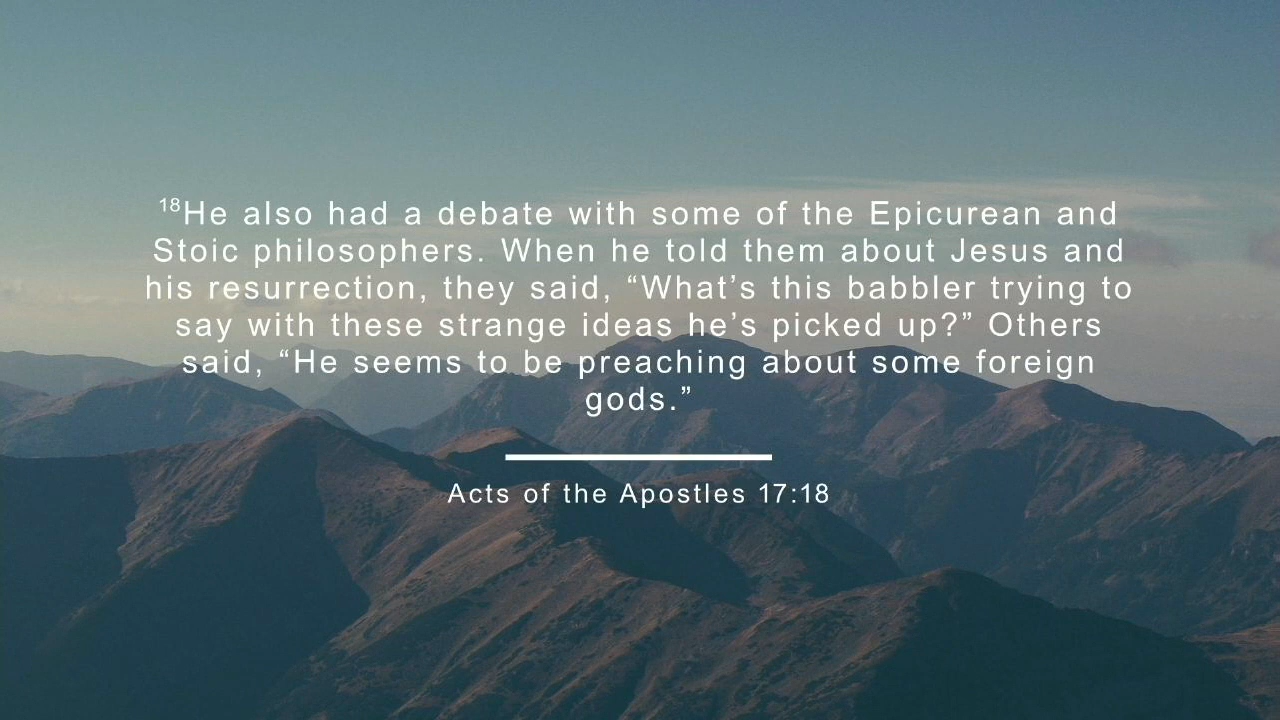 18He also had a debate with some of the Epicurean and
Stoic philosophers. When he told them about Jesus and
his resurrection, they said, “What’s this babbler trying to
say with these strange ideas he’s picked up?” Others
said, “He seems to be preaching about some foreign
gods.”
Acts of the Apostles 17:18